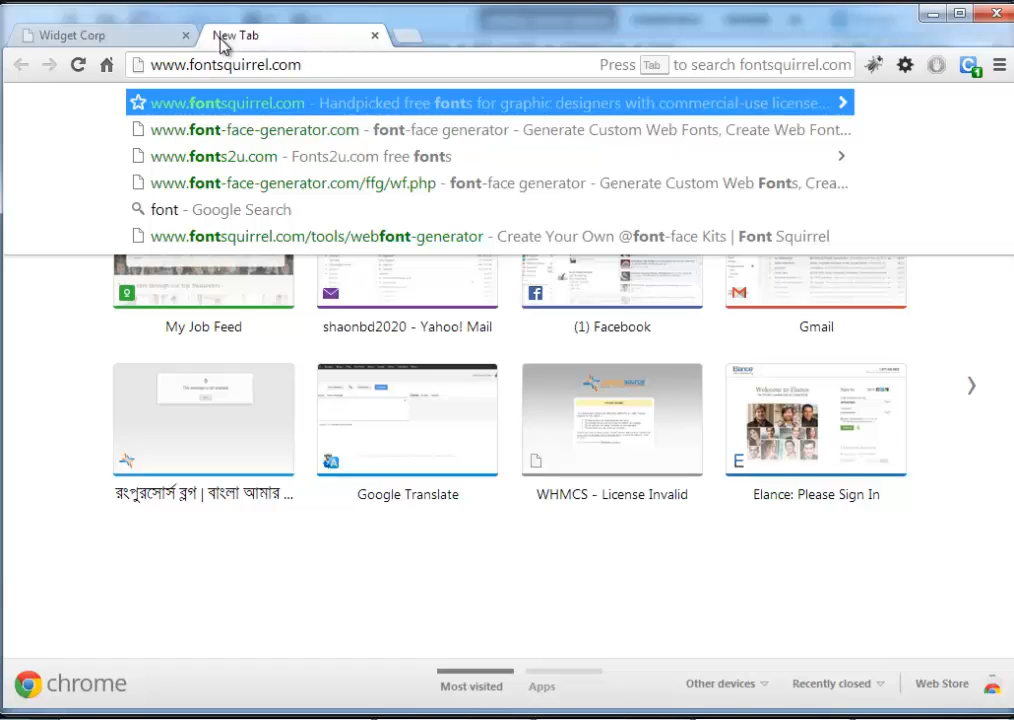 Widget Corp
New Tab
www.fontsquirrel.com Press Tab to search fontsquirrel.com
www.fontsquirrel.com - Handpicked free fonts for graphic designers with commercial-use license...
www.font-face-generator.com - font-face generator - Generate Custom Web Fonts, Create Web Font...
www.fonts2u.com - Fonts2u.com free fonts
www.font-face-generator.com/ffg/wf.php - font-face generator - Generate Custom Web Fonts, Crea...
font - Google Search
www.fontsquirrel.com/tools/webfont-generator - Create Your Own @font-face Kits | Font Squirrel
My Job Feed
shaonbd2020 - Yahoo! Mail
(1) Facebook
Gmail
Elance
Welcome to Elance
রংপুরসোর্স ব্লগ | বাংলা আমার ...
Google Translate
WHMCS - License Invalid
Elance: Please Sign In
chrome
Most visited
Apps
Other devices
Recently closed
Web Store